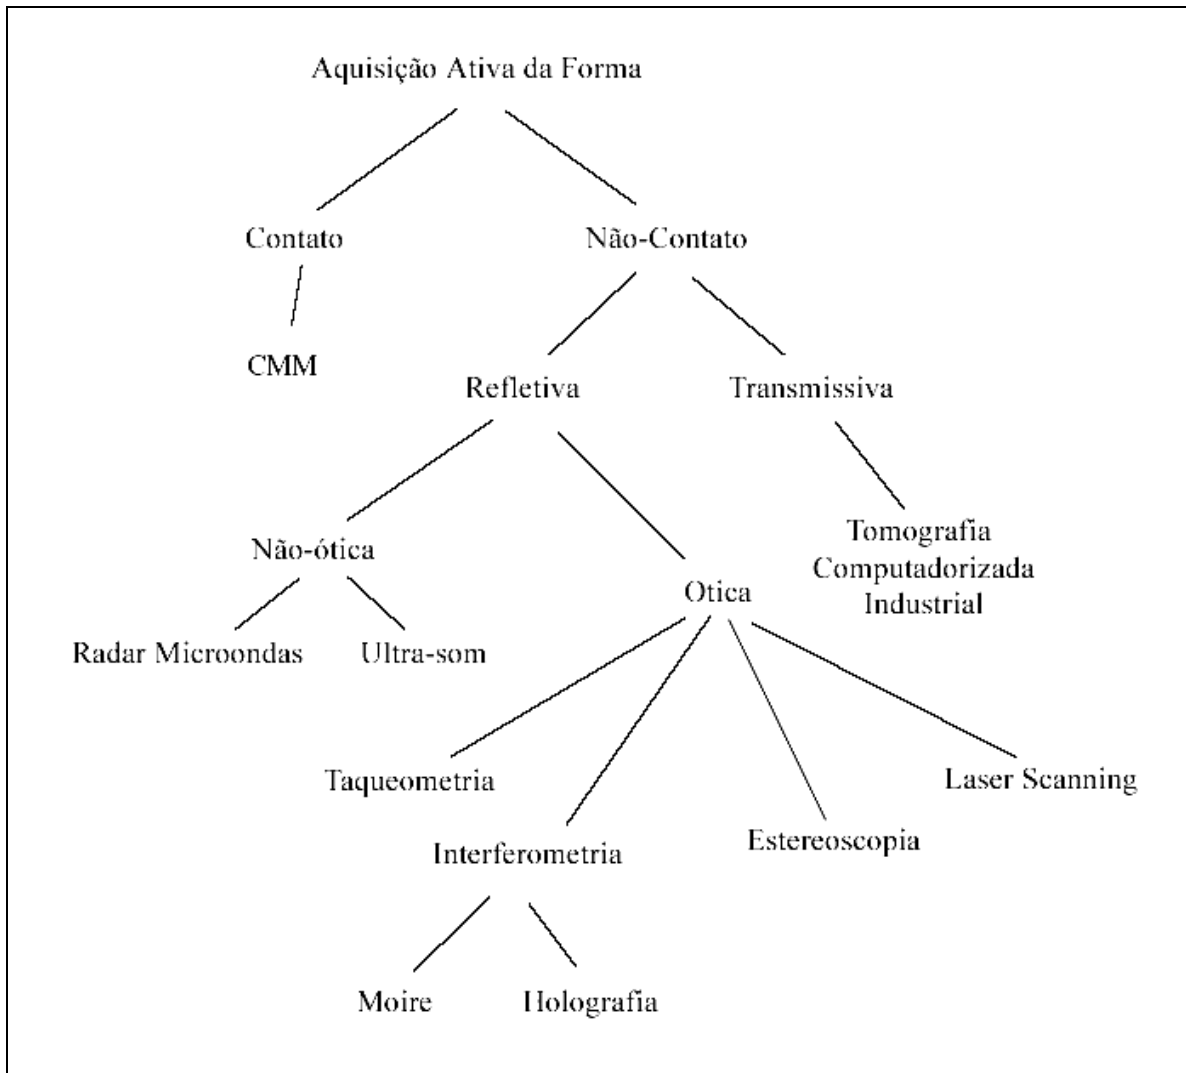 Aquisição Ativa da Forma
Contato
Não-Contato
CMM
Refletiva
Transmissiva
Não-ótica
Tomografia
Computadorizada
Industrial
Otica
Radar Microondas
Ultra-som
Taqueometria
Laser Scanning
Interferometria
Estereoscopia
Moire
Holografia